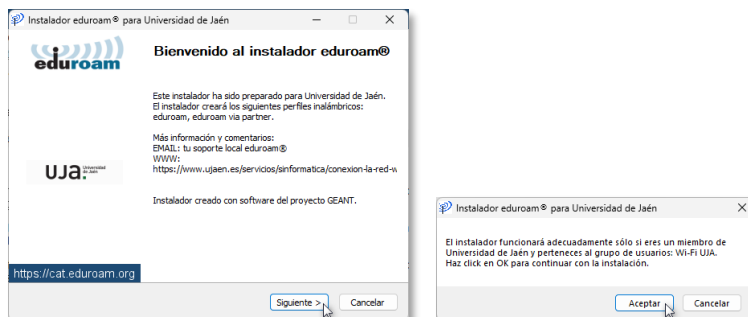 Instalador eduroam® para Universidad de Jaén
eduroam
Bienvenido al instalador eduroam®
Este instalador ha sido preparado para Universidad de Jaén.
El instalador creará los siguientes perfiles inalámbricos:
eduroam, eduroam via partner.
Más información y comentarios:
EMAIL: tu soporte local eduroam®
WWW:
https://www.ujaen.es/servicios/sinformatica/conexion-la-red-w
UJa.
Universidad
de Jaén
Instalador creado con software del proyecto GEANT.
https://cat.eduroam.org
Siguiente >
Cancelar
Instalador eduroam® para Universidad de Jaén
El instalador funcionará adecuadamente sólo si eres un miembro de
Universidad de Jaén y perteneces al grupo de usuarios: Wi-Fi UJA.
Haz click en OK para continuar con la instalación.
Aceptar
Cancelar